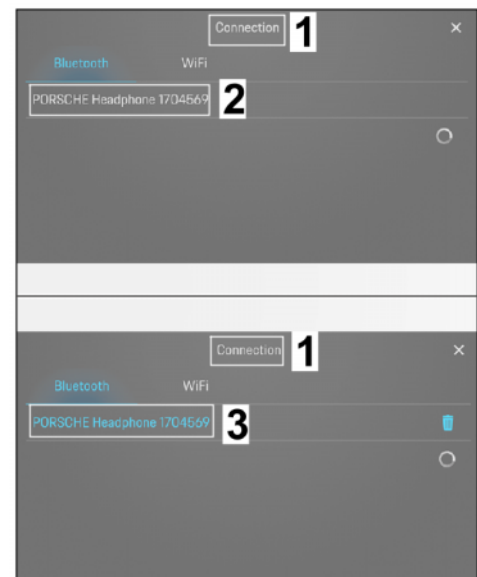 Connection 1 ×
Bluetooth WiFi
PORSCHE Headphone 1704569 2
Connection 1 ×
Bluetooth WiFi
PORSCHE Headphone 1704569 3